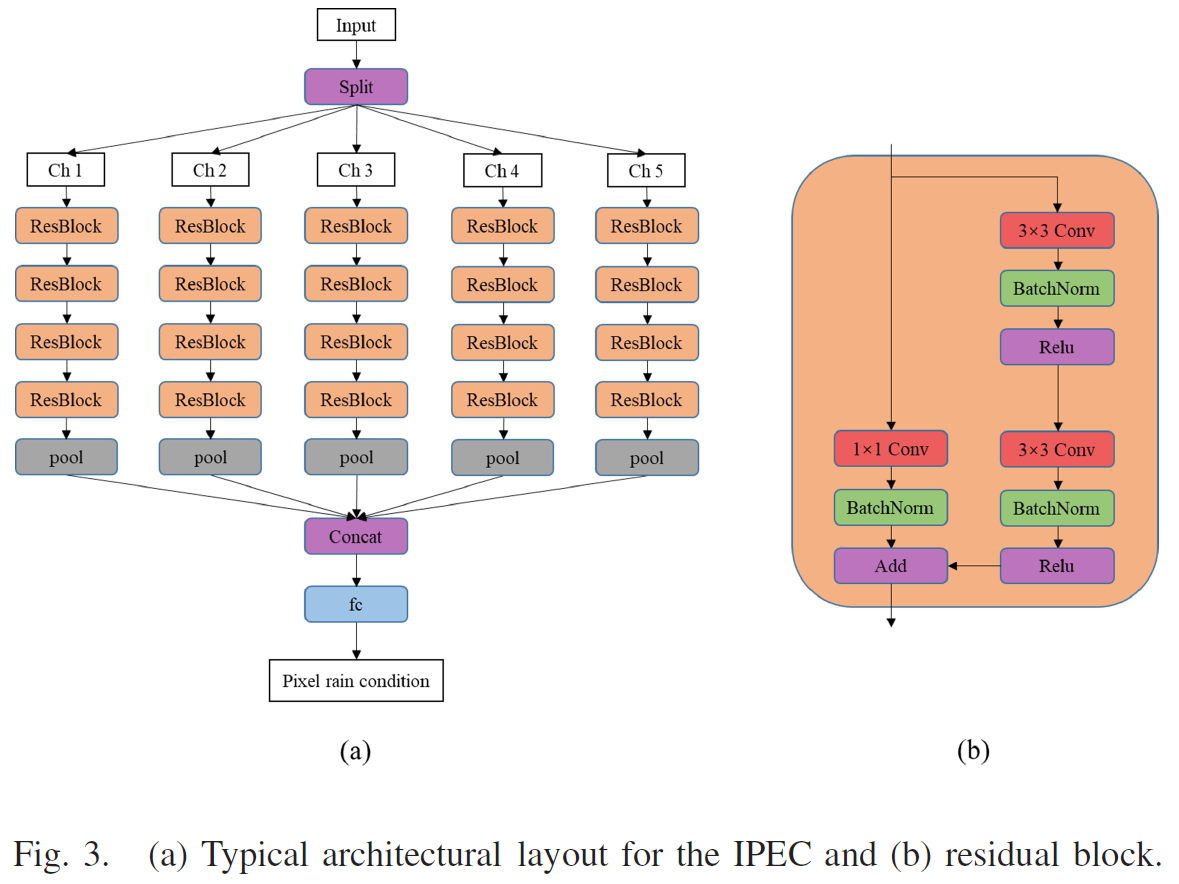 Input
Split
Ch 1 Ch 2 Ch 3 Ch 4 Ch 5
ResBlock ResBlock ResBlock ResBlock ResBlock
ResBlock ResBlock ResBlock ResBlock ResBlock
ResBlock ResBlock ResBlock ResBlock ResBlock
ResBlock ResBlock ResBlock ResBlock ResBlock
pool pool pool pool pool
Concat
fc
Pixel rain condition
(a)
3×3 Conv
BatchNorm
Relu
1×1 Conv 3×3 Conv
BatchNorm BatchNorm
Add Relu
(b)
Fig. 3. (a) Typical architectural layout for the IPEC and (b) residual block.